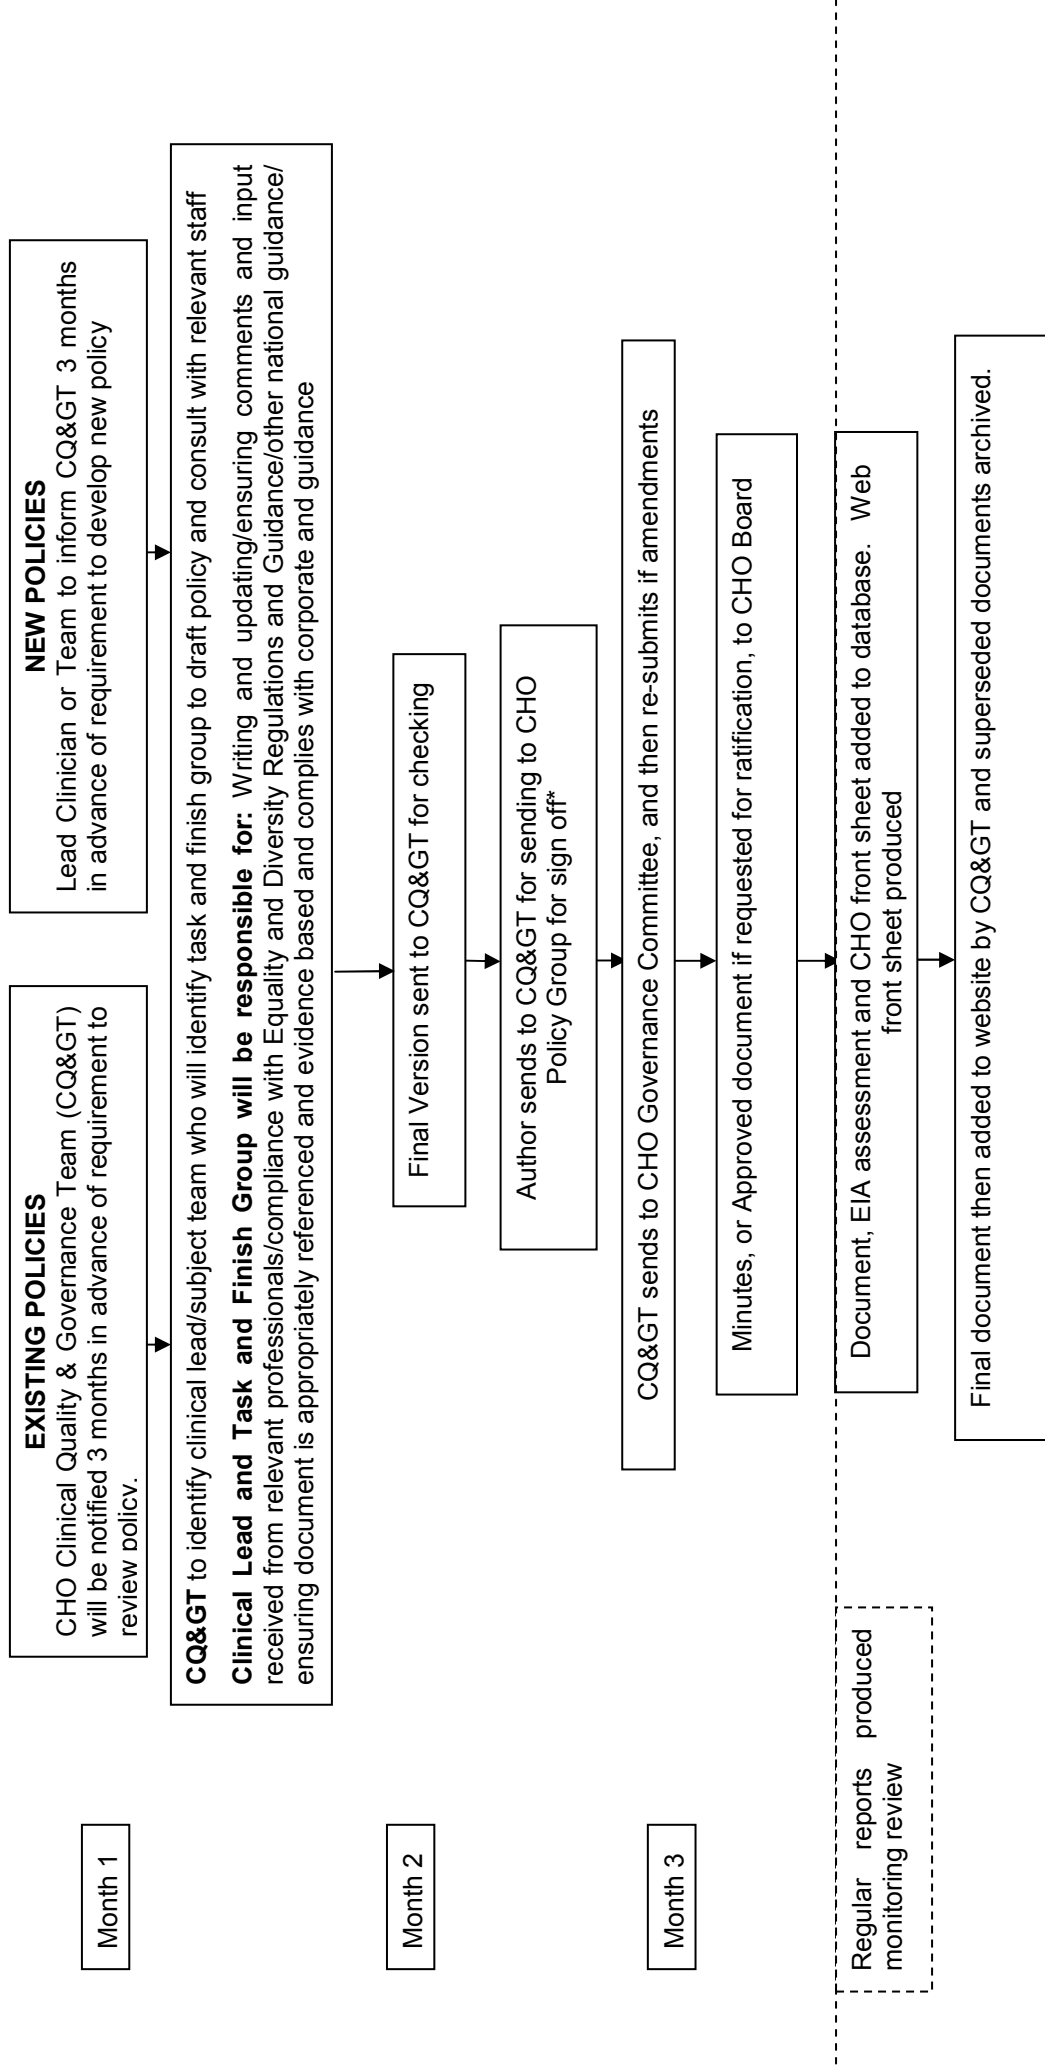 EXISTING POLICIES
CHO Clinical Quality & Governance Team (CQ&GT)
will be notified 3 months in advance of requirement to
review policy.
NEW POLICIES
Lead Clinician or Team to inform CQ&GT 3 months
in advance of requirement to develop new policy
Month 1
CQ&GT to identify clinical lead/subject team who will identify task and finish group to draft policy and consult with relevant staff
Clinical Lead and Task and Finish Group will be responsible for: Writing and updating/ensuring comments and input
received from relevant professionals/compliance with Equality and Diversity Regulations and Guidance/other national guidance/
ensuring document is appropriately referenced and evidence based and complies with corporate and guidance
Month 2
Final Version sent to CQ&GT for checking
Author sends to CQ&GT for sending to CHO
Policy Group for sign off*
Month 3
CQ&GT sends to CHO Governance Committee, and then re-submits if amendments
Minutes, or Approved document if requested for ratification, to CHO Board
Regular reports produced
monitoring review
Document, EIA assessment and CHO front sheet added to database. Web
front sheet produced
Final document then added to website by CQ&GT and superseded documents archived.